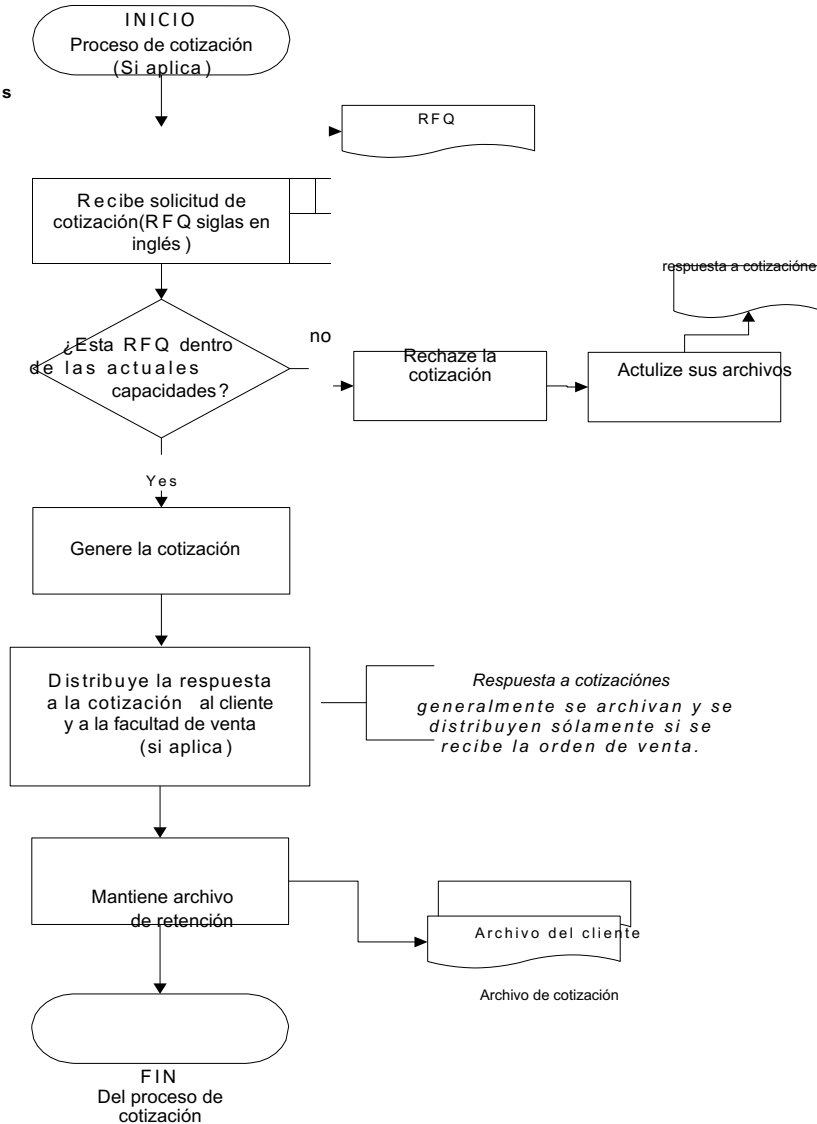 INICIO
Proceso de cotización
(Si aplica)
s
RFQ
Recibe solicitud de
cotización(RFQ siglas en
inglés)
respuesta a cotizacióne
¿Esta RFQ dentro
de las actuales
capacidades?
no
Rechaze la
cotización
Actulize sus archivos
Yes
Genere la cotización
Distribuye la respuesta
a la cotización al cliente
y a la facultad de venta
(si aplica)
Respuesta a cotizaciónes
generalmente se archivan y se
distribuyen sólamente si se
recibe la orden de venta.
Mantiene archivo
de retención
Archivo del cliente
Archivo de cotización
FIN
Del proceso de
cotización